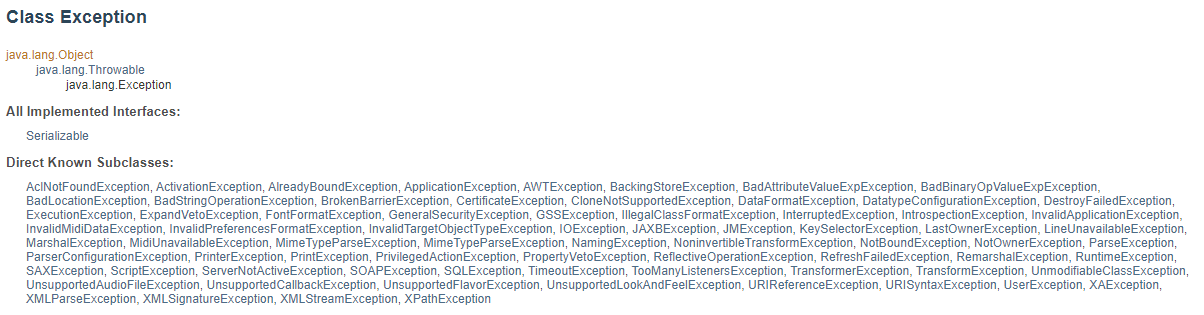 Class Exception
java.lang.Object
java.lang.Throwable
java.lang.Exception
All Implemented Interfaces:
Serializable
Direct Known Subclasses:
AclNotFoundException, ActivationException, AlreadyBoundException, ApplicationException, AWTException, BackingStoreException, BadAttributeValueExpException, BadBinaryOpValueExpException,
BadLocationException, BadStringOperationException, BrokenBarrierException, CertificateException, CloneNotSupportedException, DataFormatException, DatatypeConfigurationException, DestroyFailedException,
ExecutionException, ExpandVetoException, FontFormatException, GeneralSecurityException, GSSException, IllegalClassFormatException, InterruptedException, IntrospectionException, InvalidApplicationException,
InvalidMidiDataException, InvalidPreferencesFormatException, InvalidTargetObjectTypeException, IOException, JAXBException, JMException, KeySelectorException, LastOwnerException, LineUnavailableException,
MarshalException, MidiUnavailableException, MimeTypeParseException, MimeTypeParseException, NamingException, NoninvertibleTransformException, NotBoundException, NotOwnerException, ParseException,
ParserConfigurationException, PrinterException, PrintException, PrivilegedActionException, PropertyVetoException, ReflectiveOperationException, RefreshFailedException, RemarshalException, RuntimeException,
SAXException, ScriptException, ServerNotActiveException, SOAPException, SQLException, TimeoutException, TooManyListenersException, TransformerException, TransformException, UnmodifiableClassException,
UnsupportedAudioFileException, UnsupportedCallbackException, UnsupportedFlavorException, UnsupportedLookAndFeelException, URIReferenceException, URISyntaxException, UserException, XAException,
XMLParseException, XMLSignatureException, XMLStreamException, XPathException